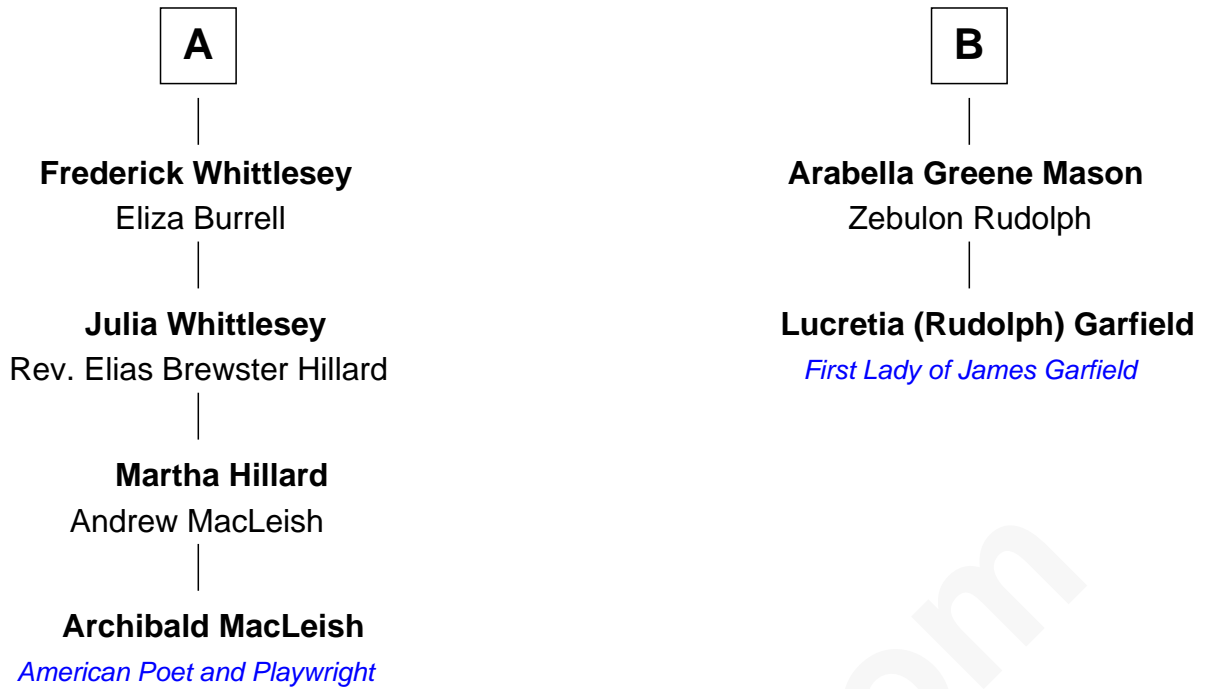 A
Frederick Whittlesey
Eliza Burrell
Julia Whittlesey
Rev. Elias Brewster Hillard
Martha Hillard
Andrew MacLeish
Archibald MacLeish
American Poet and Playwright
B
Arabella Greene Mason
Zebulon Rudolph
Lucretia (Rudolph) Garfield
First Lady of James Garfield
om